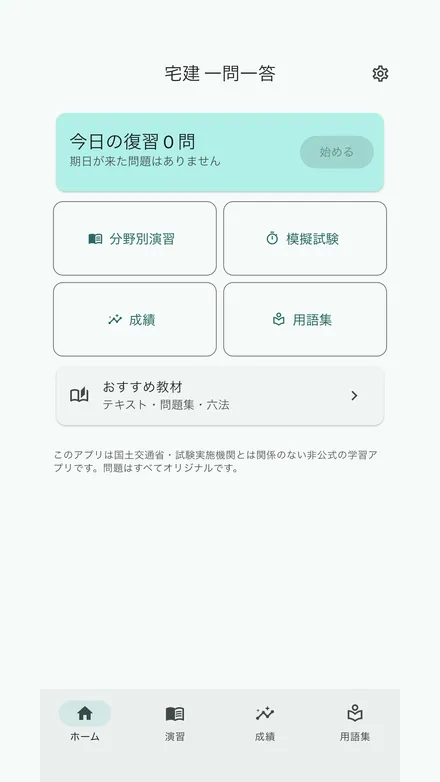 宅建 一問一答
今日の復習 0 問
期日が来た問題はありません
始める
分野別演習
模擬試験
成績
用語集
おすすめ教材
テキスト・問題集・六法
このアプリは国土交通省・試験実施機関とは関係のない非公式の学習ア
プリです。問題はすべてオリジナルです。
ホーム
演習
成績
用語集